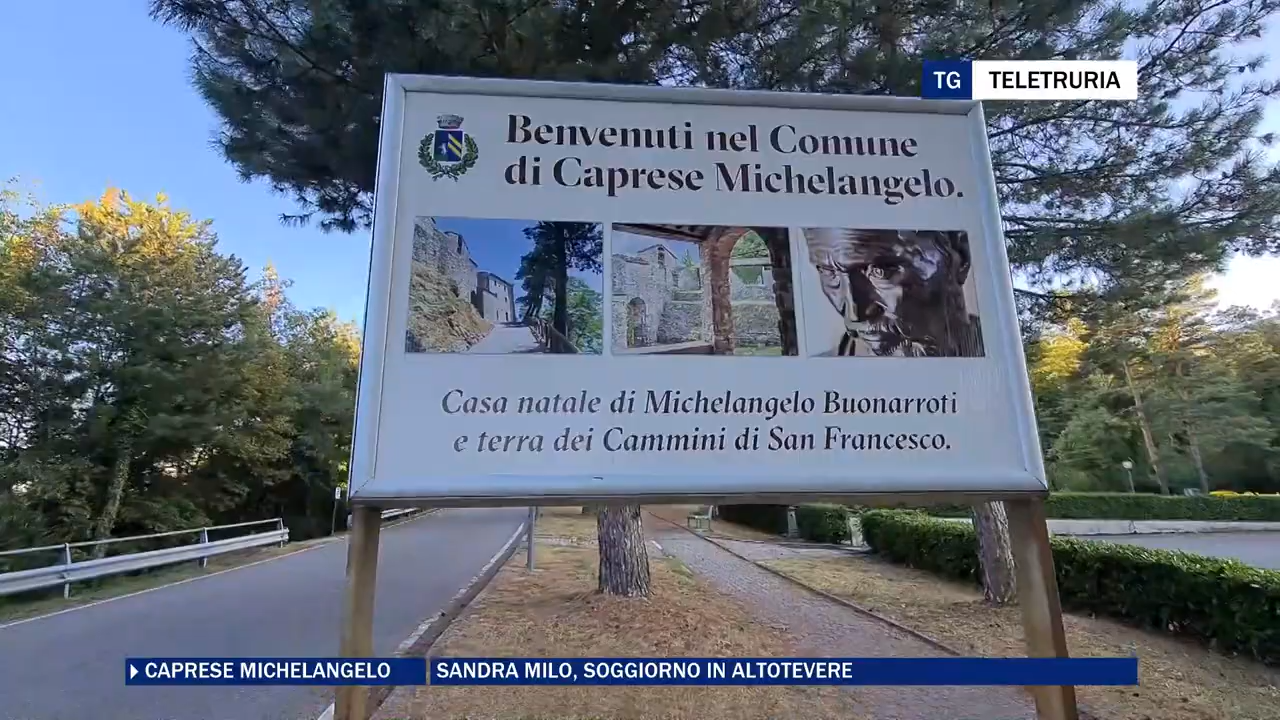 TG TELETRURIA
Benvenuti nel Comune
di Caprese Michelangelo.
Casa natale di Michelangelo Buonarroti
e terra dei Cammini di San Francesco.
CAPRESE MICHELANGELO
SANDRA MILO, SOGGIORNO IN ALTOTEVERE